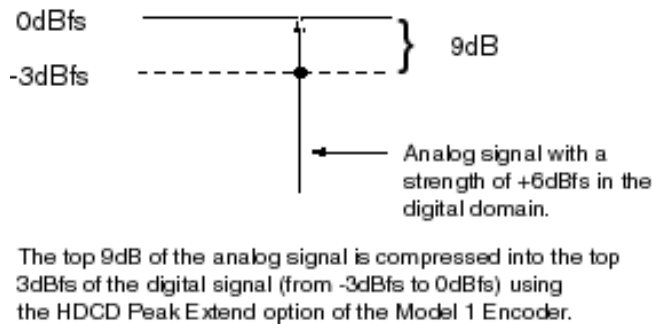 0dBfs
9dB
-3dBfs
Analog signal with a
strength of +6dBfs in the
digital domain.
The top 9dB of the analog signal is compressed into the top
3dBfs of the digital signal (from -3dBfs to 0dBfs) using
the HDCD Peak Extend option of the Model 1 Encoder.